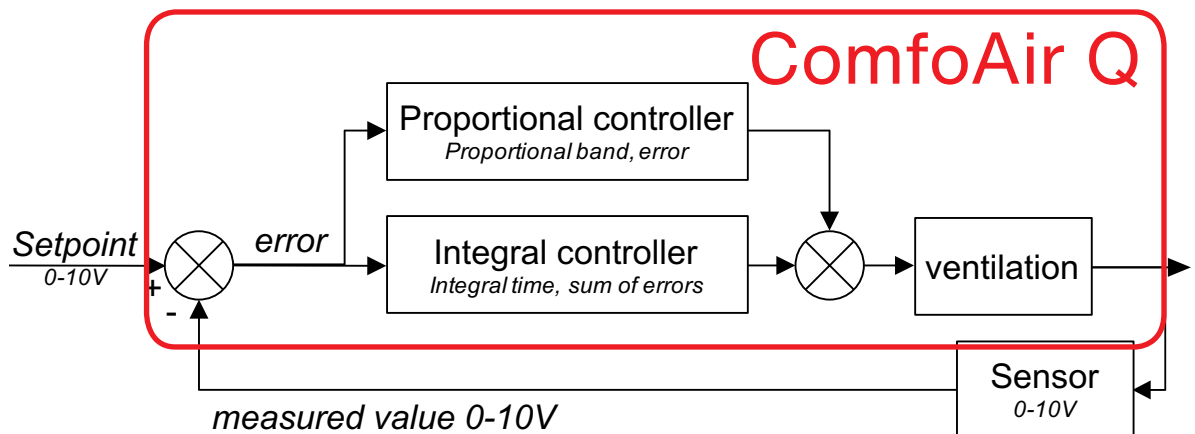 ComfoAir Q
Proportional controller
Proportional band, error
Setpoint
0-10V
+
-
error
Integral controller
Integral time, sum of errors
ventilation
Sensor
0-10V
measured value 0-10V